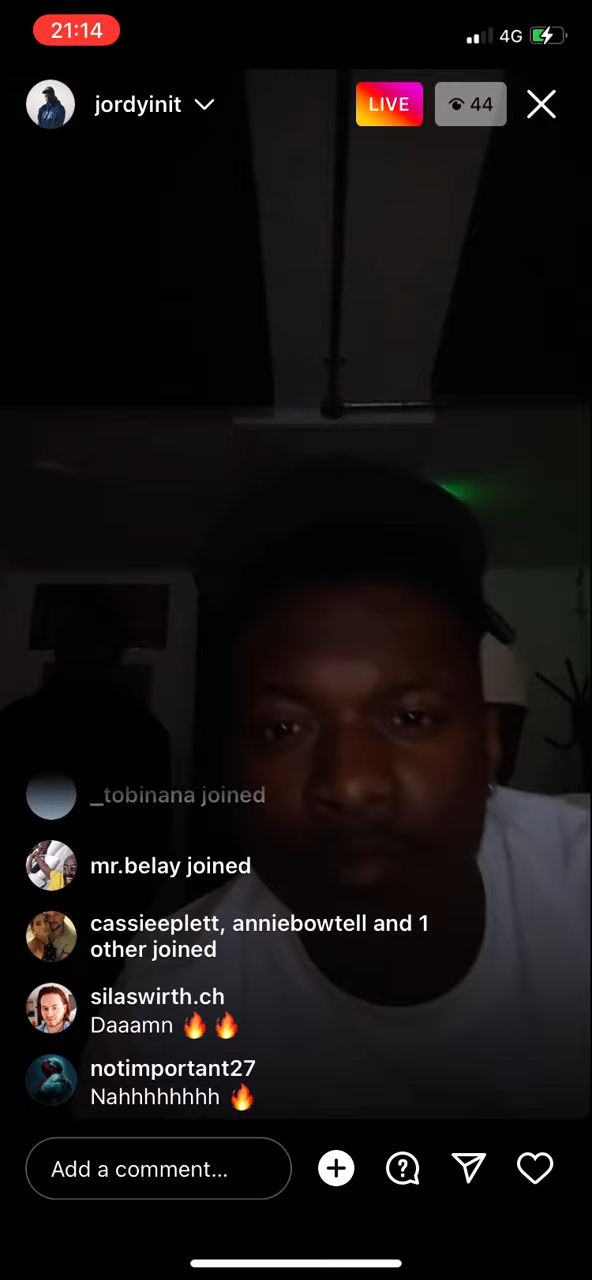 21:14
4G
jordyinit
LIVE
44
_tobinana joined
mr.belay joined
cassieeplett, anniebowtell and 1
other joined
silaswirth.ch
Daaamn 🔥 🔥
notimportant27
Nahhhhhhhh 🔥
Add a comment...